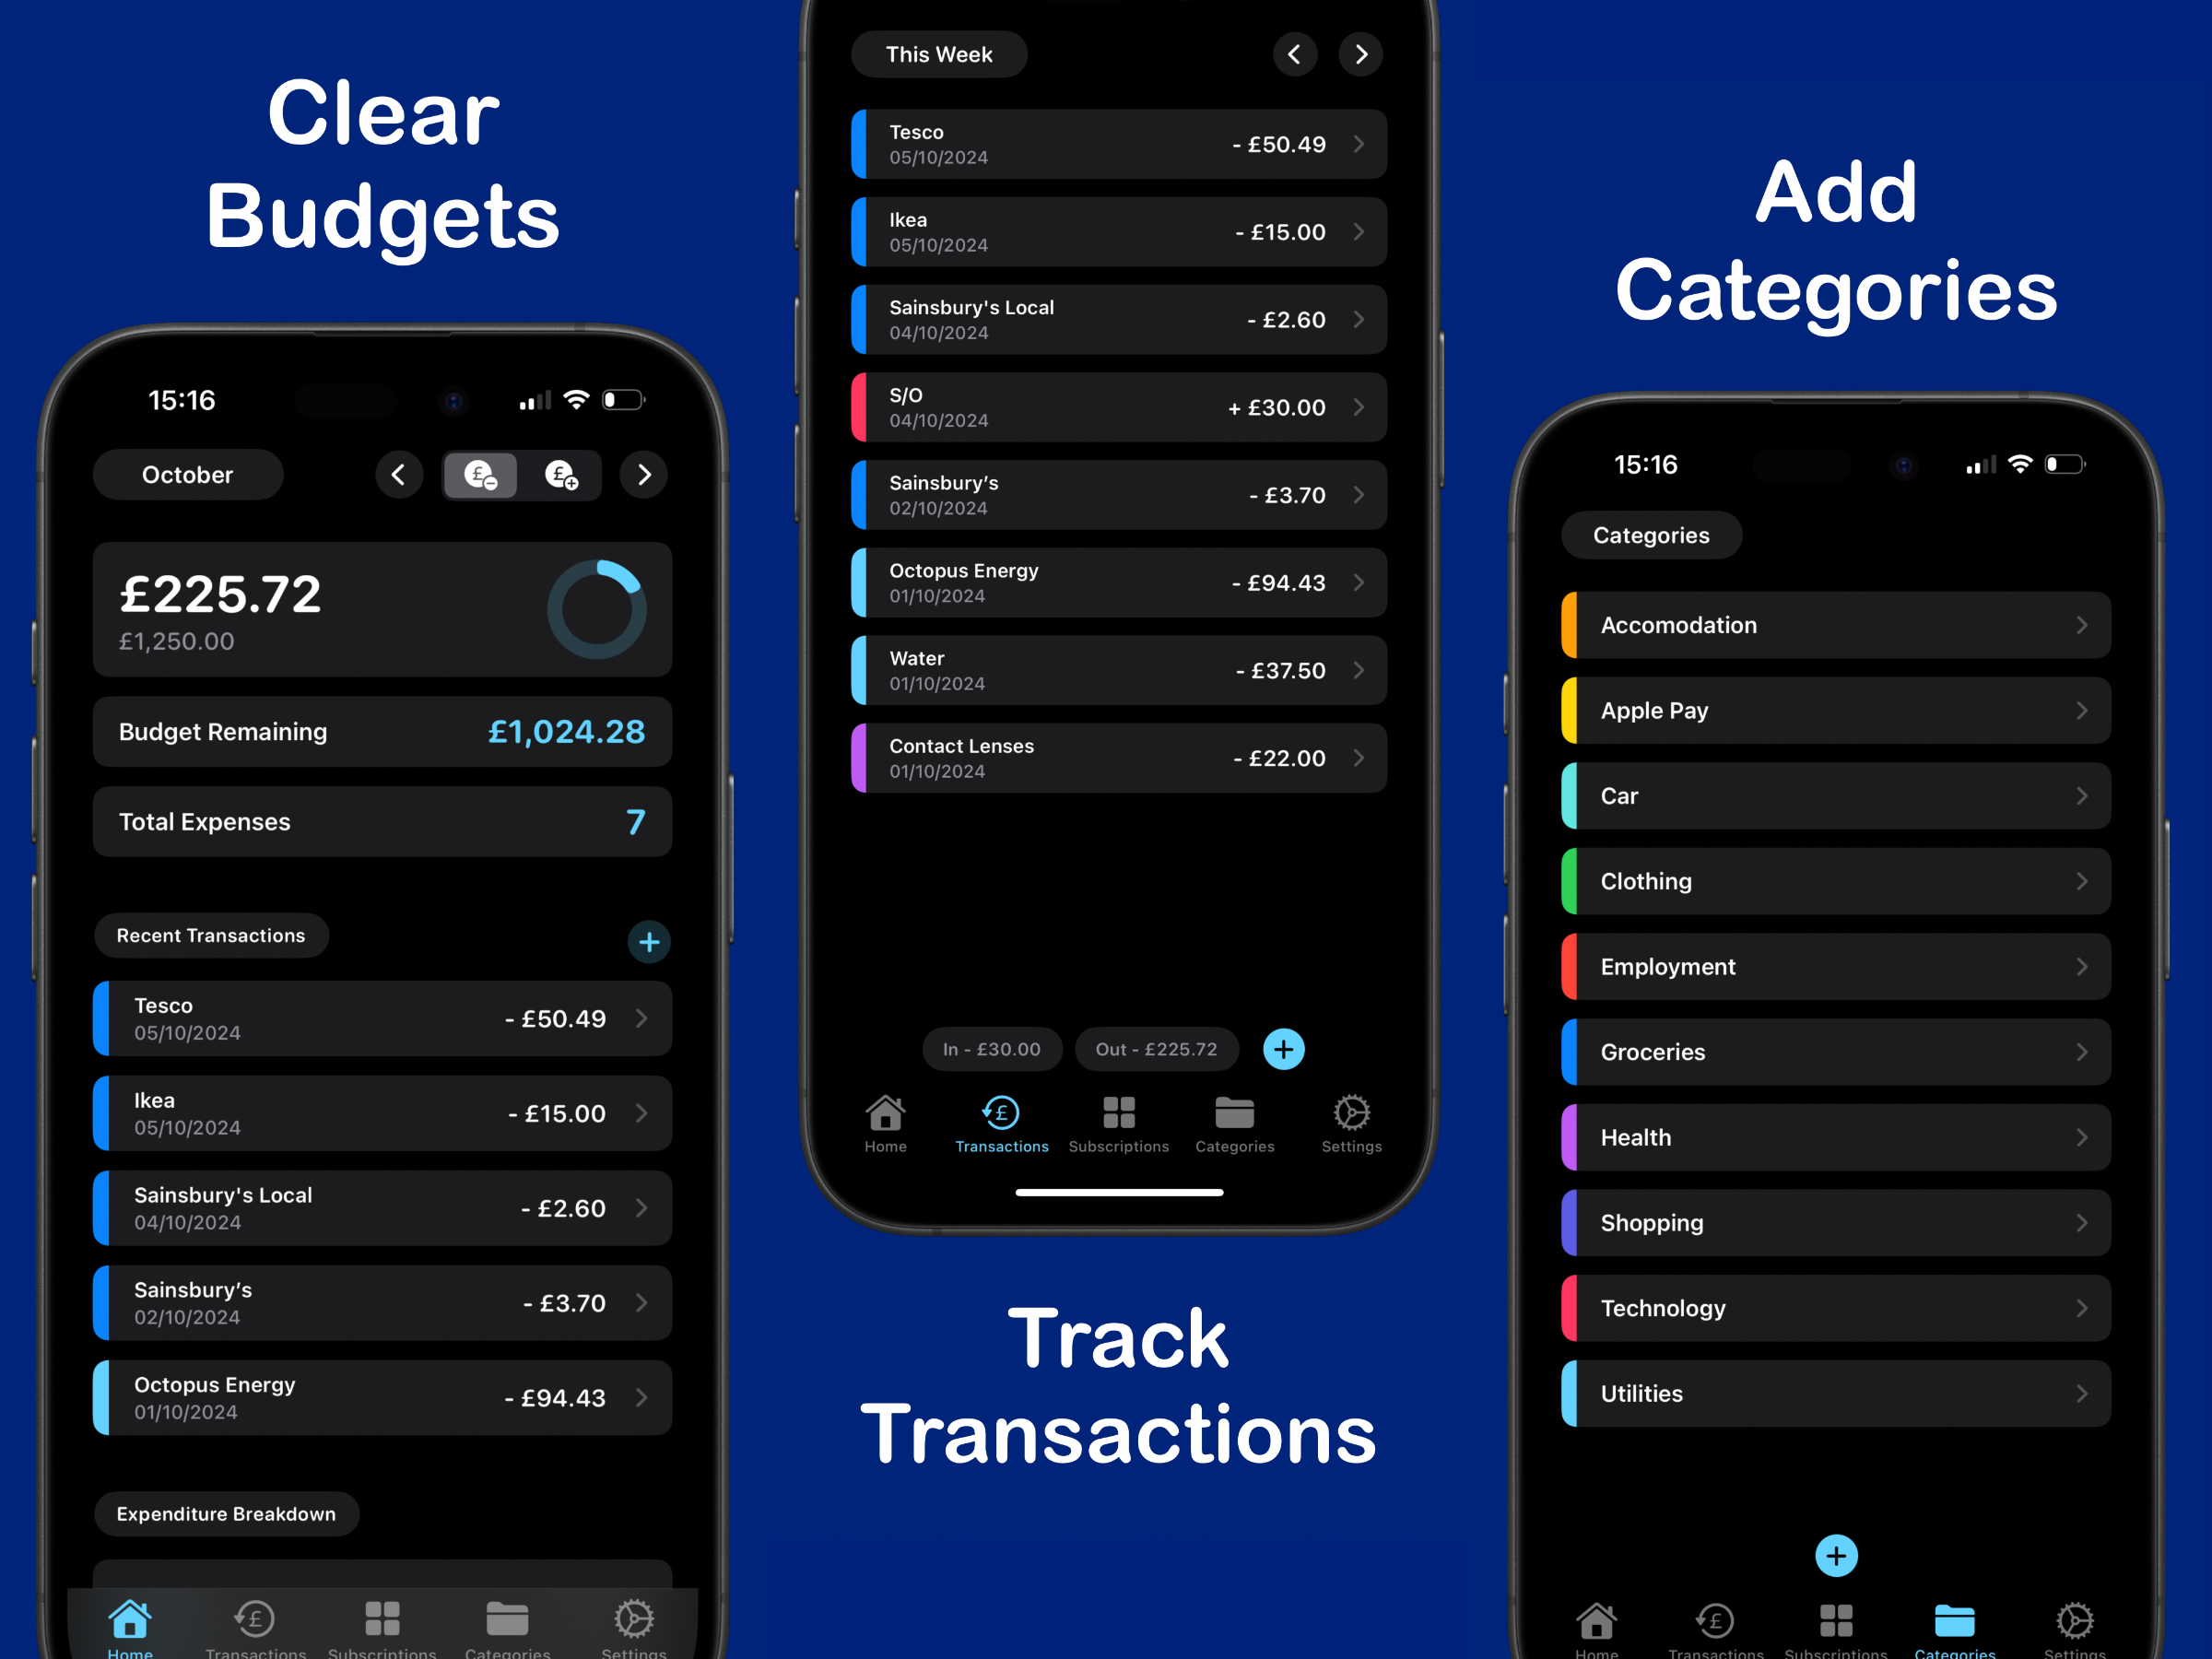 Clear
Budgets
15:16
October
£225.72
£1,250.00
Budget Remaining £1,024.28
Total Expenses 7
Recent Transactions
Tesco
05/10/2024
- £50.49
Ikea
05/10/2024
- £15.00
Sainsbury's Local
04/10/2024
- £2.60
Sainsbury’s
02/10/2024
- £3.70
Octopus Energy
01/10/2024
- £94.43
Expenditure Breakdown
Home Transactions Subscriptions Categories Settings
This Week
Tesco
05/10/2024
- £50.49
Ikea
05/10/2024
- £15.00
Sainsbury's Local
04/10/2024
- £2.60
S/O
04/10/2024
+ £30.00
Sainsbury’s
02/10/2024
- £3.70
Octopus Energy
01/10/2024
- £94.43
Water
01/10/2024
- £37.50
Contact Lenses
01/10/2024
- £22.00
In - £30.00 Out - £225.72
Home Transactions Subscriptions Categories Settings
Track
Transactions
Add
Categories
15:16
Categories
Accomodation
Apple Pay
Car
Clothing
Employment
Groceries
Health
Shopping
Technology
Utilities
Home Transactions Subscriptions Categories Settings